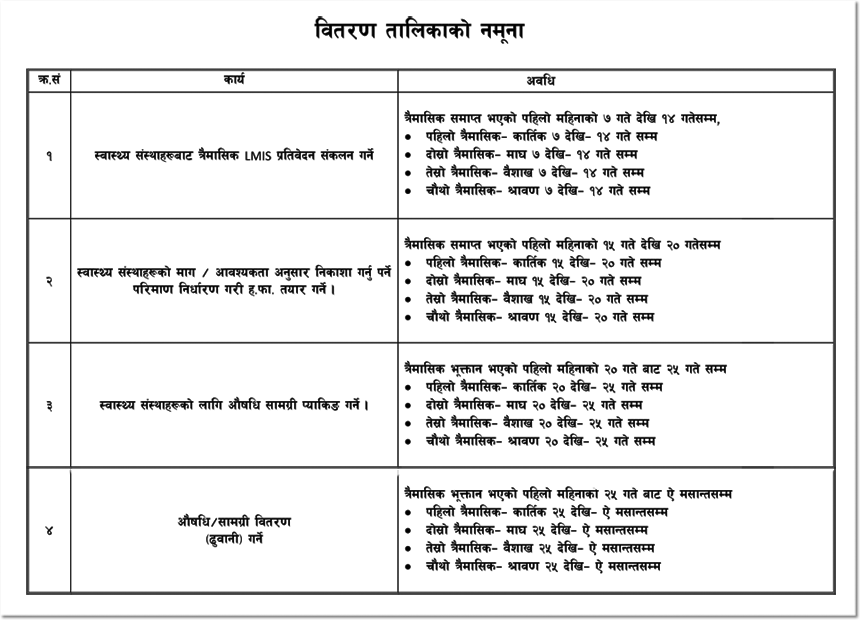 वितरण तालिकाको नमूना
क्र.सं
कार्य
अवधि
१
स्वास्थ्य संस्थाहरूबाट त्रैमासिक LMIS प्रतिवेदन संकलन गर्ने
त्रैमासिक समाप्त भएको पहिलो महिनाको ७ गते देखि १४ गतेसम्म,
• पहिलो त्रैमासिक- कार्तिक ७ देखि- १४ गते सम्म
• दोस्रो त्रैमासिक- माघ ७ देखि- १४ गते सम्म
• तेस्रो त्रैमासिक- वैशाख ७ देखि- १४ गते सम्म
• चौथो त्रैमासिक- श्रावण ७ देखि- १४ गते सम्म
२
स्वास्थ्य संस्थाहरूको माग / आवश्यकता अनुसार निकाशा गर्नु पर्ने
परिमाण निर्धारण गरी ह.फा. तयार गर्ने ।
त्रैमासिक समाप्त भएको पहिलो महिनाको १५ गते देखि २० गतेसम्म
• पहिलो त्रैमासिक- कार्तिक १५ देखि- २० गते सम्म
• दोस्रो त्रैमासिक- माघ १५ देखि- २० गते सम्म
• तेस्रो त्रैमासिक- वैशाख १५ देखि- २० गते सम्म
• चौथो त्रैमासिक- श्रावण १५ देखि- २० गते सम्म
३
स्वास्थ्य संस्थाहरूको लागि औषधि सामग्री प्याकिङ गर्ने ।
त्रैमासिक भूक्तान भएको पहिलो महिनाको २० गते बाट २५ गते सम्म
• पहिलो त्रैमासिक- कार्तिक २० देखि- २५ गते सम्म
• दोस्रो त्रैमासिक- माघ २० देखि- २५ गते सम्म
• तेस्रो त्रैमासिक- वैशाख २० देखि- २५ गते सम्म
• चौथो त्रैमासिक- श्रावण २० देखि- २५ गते सम्म
४
औषधि/सामग्री वितरण
(ढुवानी) गर्ने
त्रैमासिक भूक्तान भएको पहिलो महिनाको २५ गते बाट ऐ मसान्तसम्म
• पहिलो त्रैमासिक- कार्तिक २५ देखि- ऐ मसान्तसम्म
• दोस्रो त्रैमासिक- माघ २५ देखि- ऐ मसान्तसम्म
• तेस्रो त्रैमासिक- वैशाख २५ देखि- ऐ मसान्तसम्म
• चौथो त्रैमासिक- श्रावण २५ देखि- ऐ मसान्तसम्म